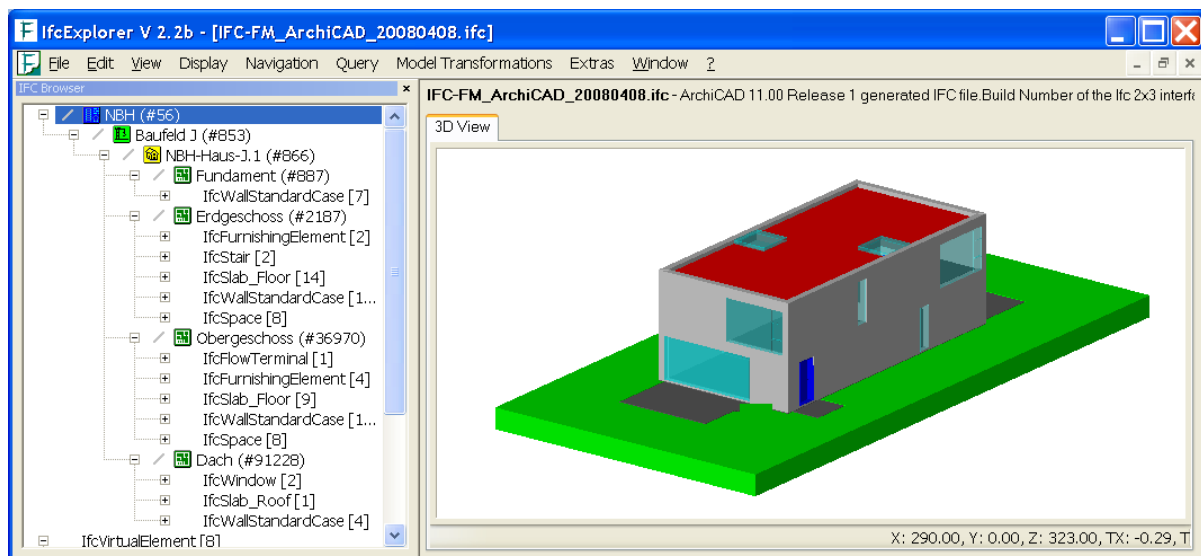 IfcExplorer V 2.2b - [IFC-FM_ArchiCAD_20080408.ifc]
File Edit View Display Navigation Query Model Transformations Extras Window ?
IFC Browser
NBH (#56)
Baufeld J (#853)
NBH-Haus-J.1 (#866)
Fundament (#887)
IfcWallStandardCase [7]
Erdgeschoss (#2187)
IfcFurnishingElement [2]
IfcStair [2]
IfcSlab_Floor [14]
IfcWallStandardCase [1...
IfcSpace [8]
Obergeschoss (#36970)
IfcFlowTerminal [1]
IfcFurnishingElement [4]
IfcSlab_Floor [9]
IfcWallStandardCase [1...
IfcSpace [8]
Dach (#91228)
IfcWindow [2]
IfcSlab_Roof [1]
IfcWallStandardCase [4]
IfcVirtualElement [8]
IFC-FM_ArchiCAD_20080408.ifc - ArchiCAD 11.00 Release 1 generated IFC file.Build Number of the Ifc 2x3 interfa
3D View
X: 290.00, Y: 0.00, Z: 323.00, TX: -0.29, T